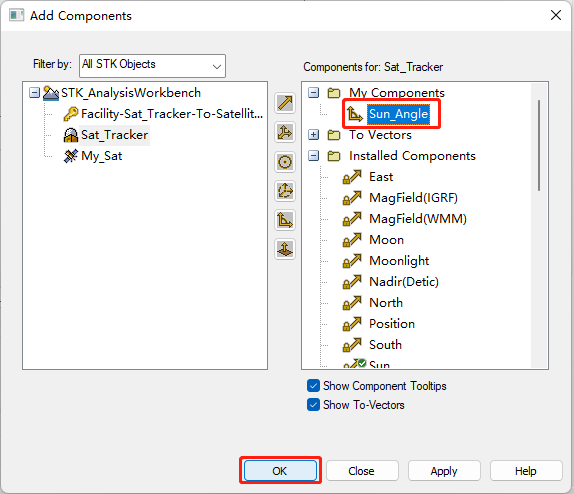 Add Components
Filter by:
All STK Objects
Components for: Sat_Tracker
STK_AnalysisWorkbench
Facility-Sat_Tracker-To-Satellit...
Sat_Tracker
My_Sat
My Components
Sun_Angle
To Vectors
Installed Components
East
MagField(IGRF)
MagField(WMM)
Moon
Moonlight
Nadir(Detic)
North
Position
South
Sun
Show Component Tooltips
Show To-Vectors
OK
Close
Apply
Help